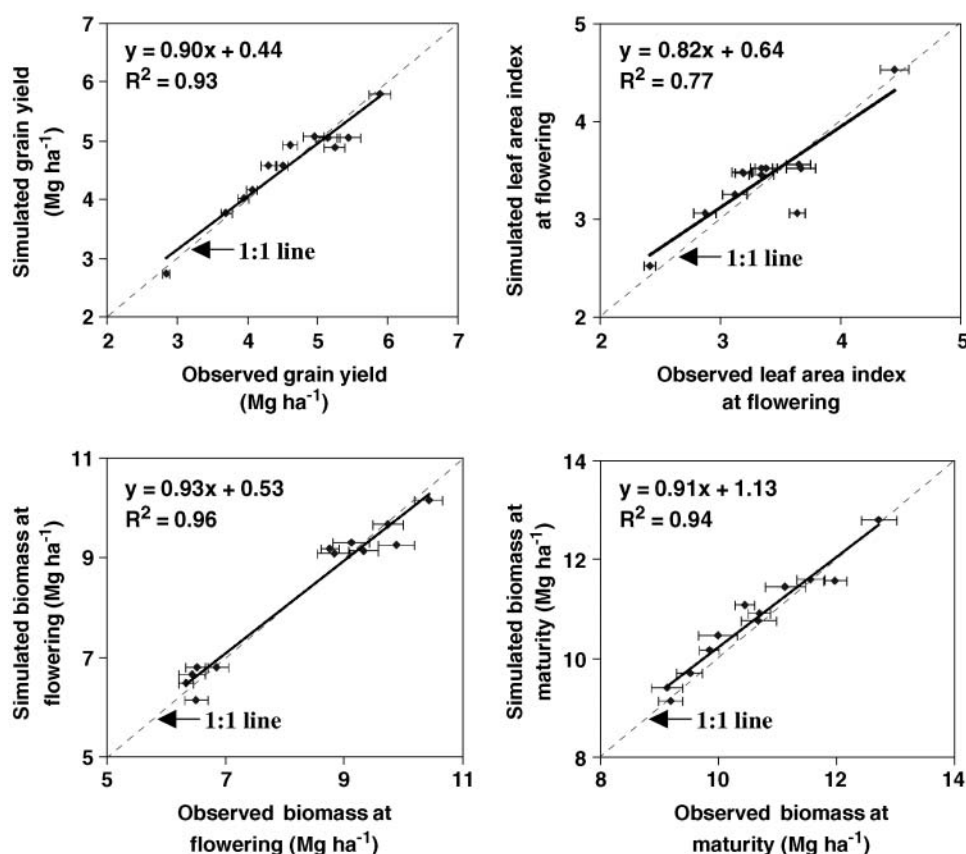 y = 0.90x + 0.44
R² = 0.93
1:1 line
7
6
5
4
3
2
2 3 4 5 6 7
Simulated grain yield
(Mg ha⁻¹)
Observed grain yield
(Mg ha⁻¹)
y = 0.82x + 0.64
R² = 0.77
1:1 line
5
4
3
2
2 3 4 5
Simulated leaf area index
at flowering
Observed leaf area index
at flowering
y = 0.93x + 0.53
R² = 0.96
1:1 line
11
9
7
5
5 7 9 11
Simulated biomass at
flowering (Mg ha⁻¹)
Observed biomass at
flowering (Mg ha⁻¹)
y = 0.91x + 1.13
R² = 0.94
1:1 line
14
12
10
8
8 10 12 14
Simulated biomass at
maturity (Mg ha⁻¹)
Observed biomass at
maturity (Mg ha⁻¹)